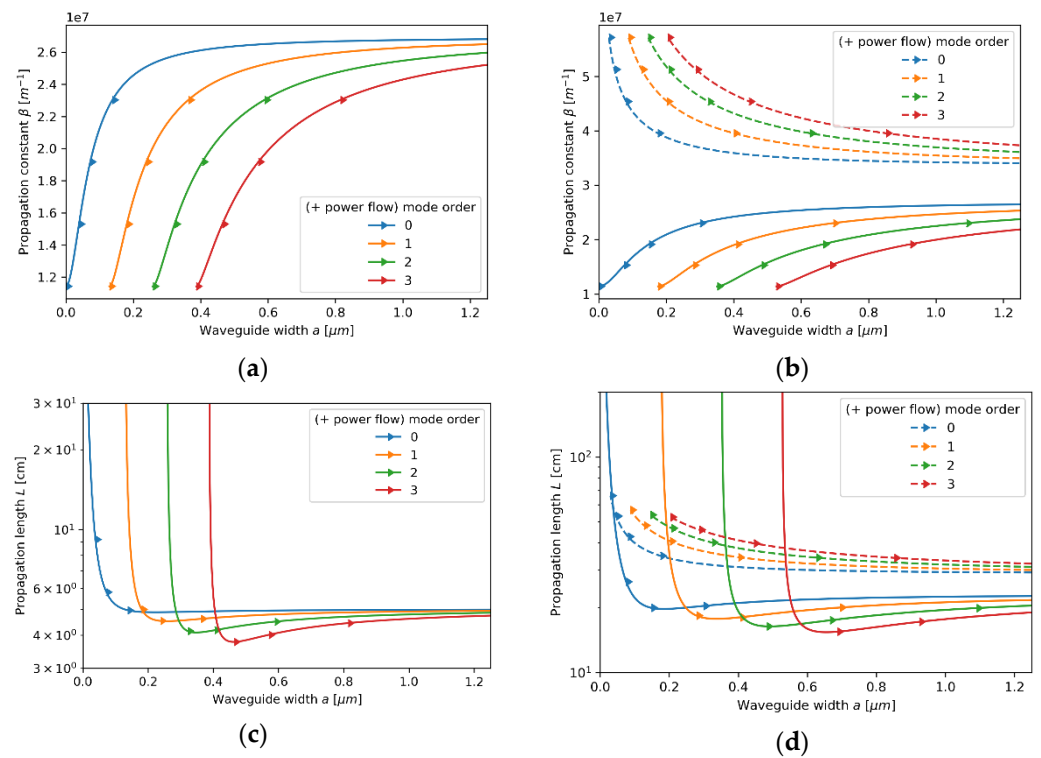 1e7
2.6
2.4
2.1
1.9
1.6
1.4
1.2
Propagation constant β [m⁻¹]
(+ power flow) mode order
0
1
2
3
0.0 0.2 0.4 0.6 0.8 1.0 1.2
Waveguide width a [μm]
(a)
1e7
5
4
3
2
1
Propagation constant β [m⁻¹]
(+ power flow) mode order
0
1
2
3
0.0 0.2 0.4 0.6 0.8 1.0 1.2
Waveguide width a [μm]
(b)
3 × 10¹
10¹
6 × 10⁰
4 × 10⁰
3 × 10⁰
Propagation length L [cm]
(+ power flow) mode order
0
1
2
3
0.0 0.2 0.4 0.6 0.8 1.0 1.2
Waveguide width a [μm]
(c)
10²
10¹
Propagation length L [cm]
(+ power flow) mode order
0
1
2
3
0.0 0.2 0.4 0.6 0.8 1.0 1.2
Waveguide width a [μm]
(d)